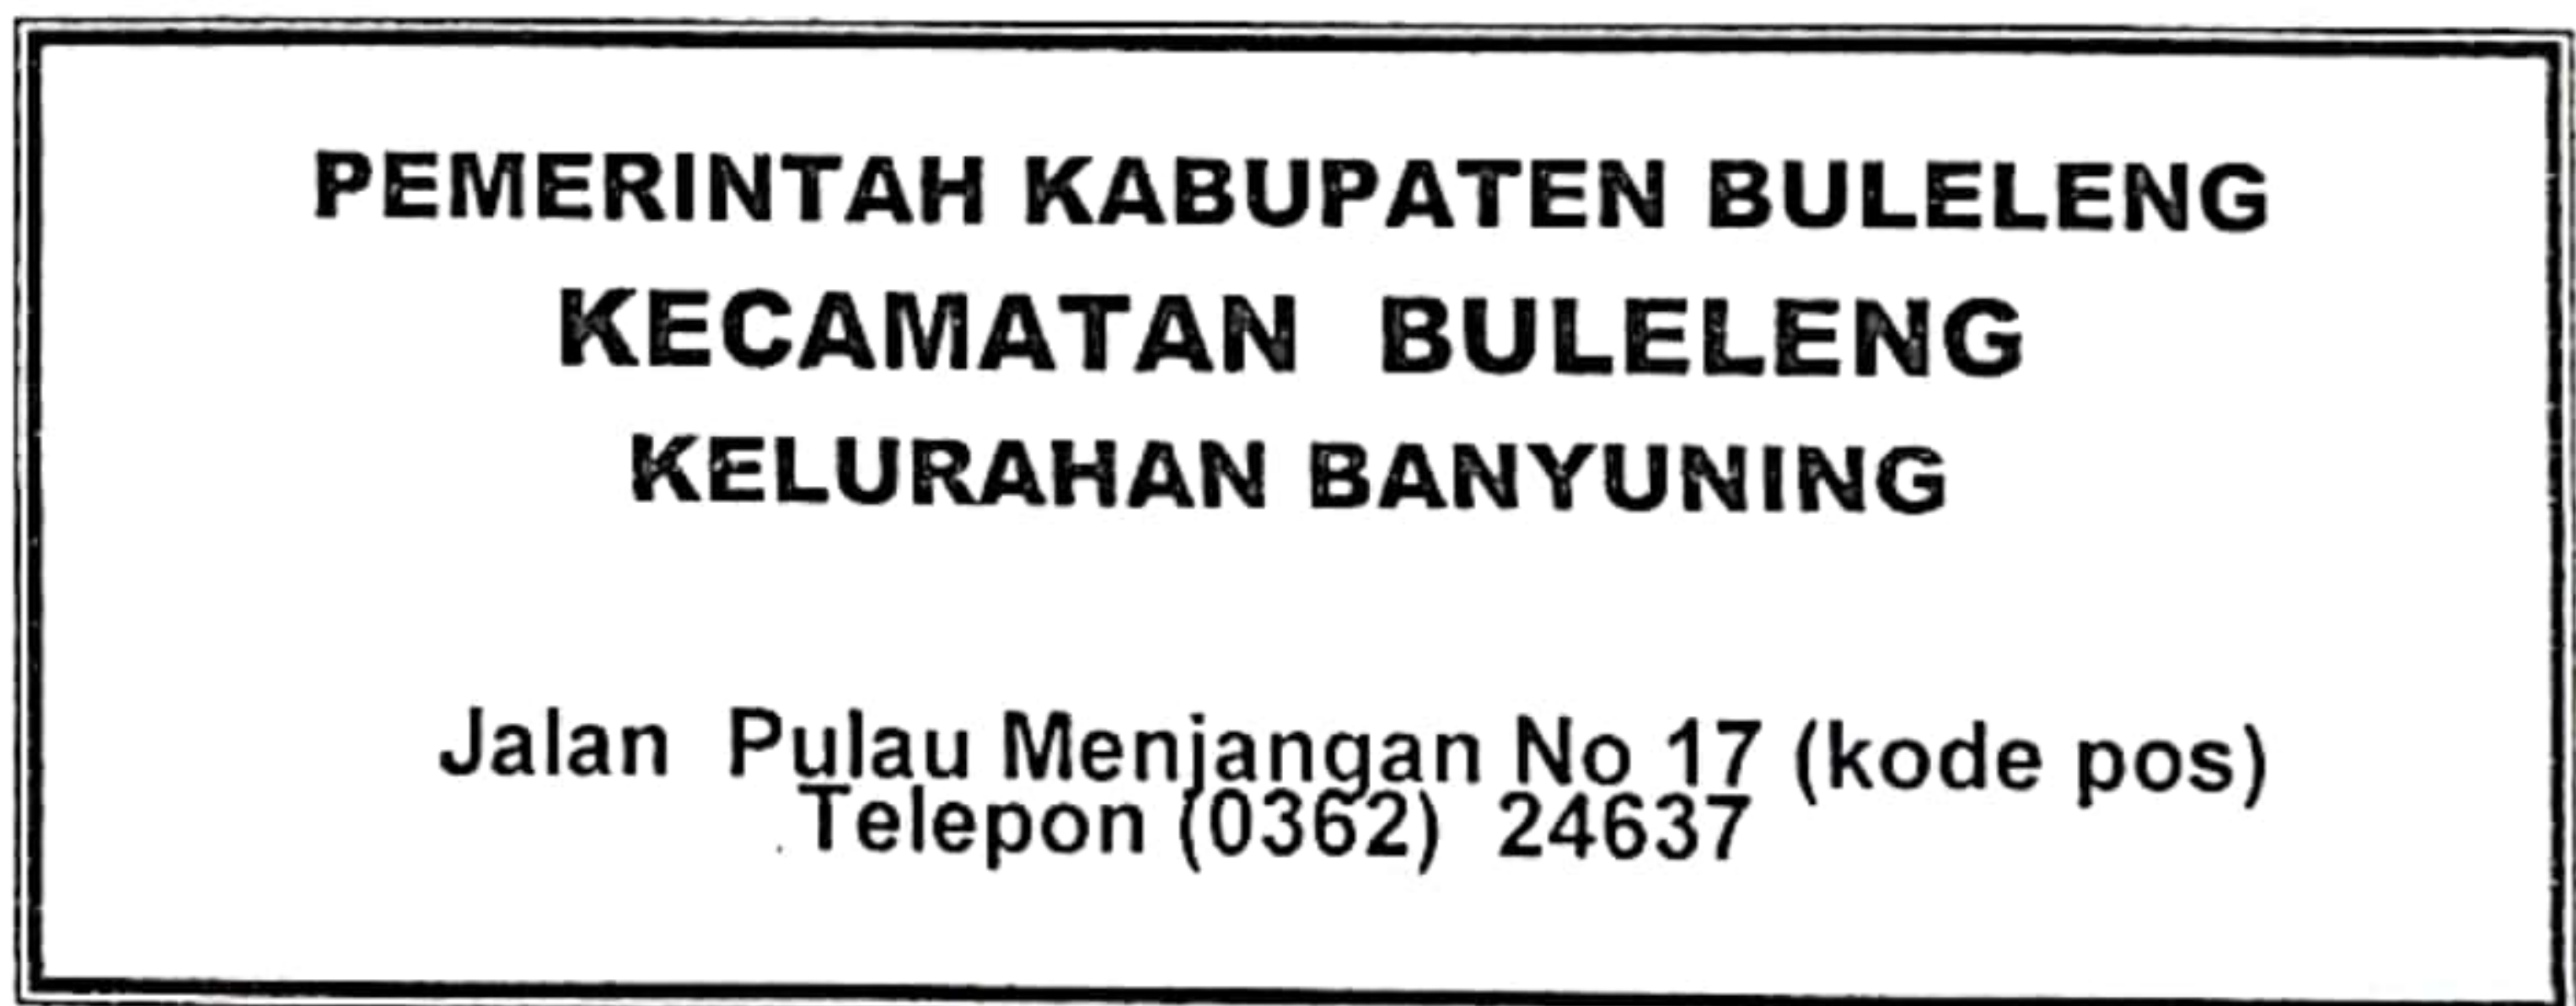 PEMERINTAH KABUPATEN BULELENG
KECAMATAN BULELENG
KELURAHAN BANYUNING
Jalan Pulau Menjangan No 17 (kode pos)
Telepon (0362) 24637